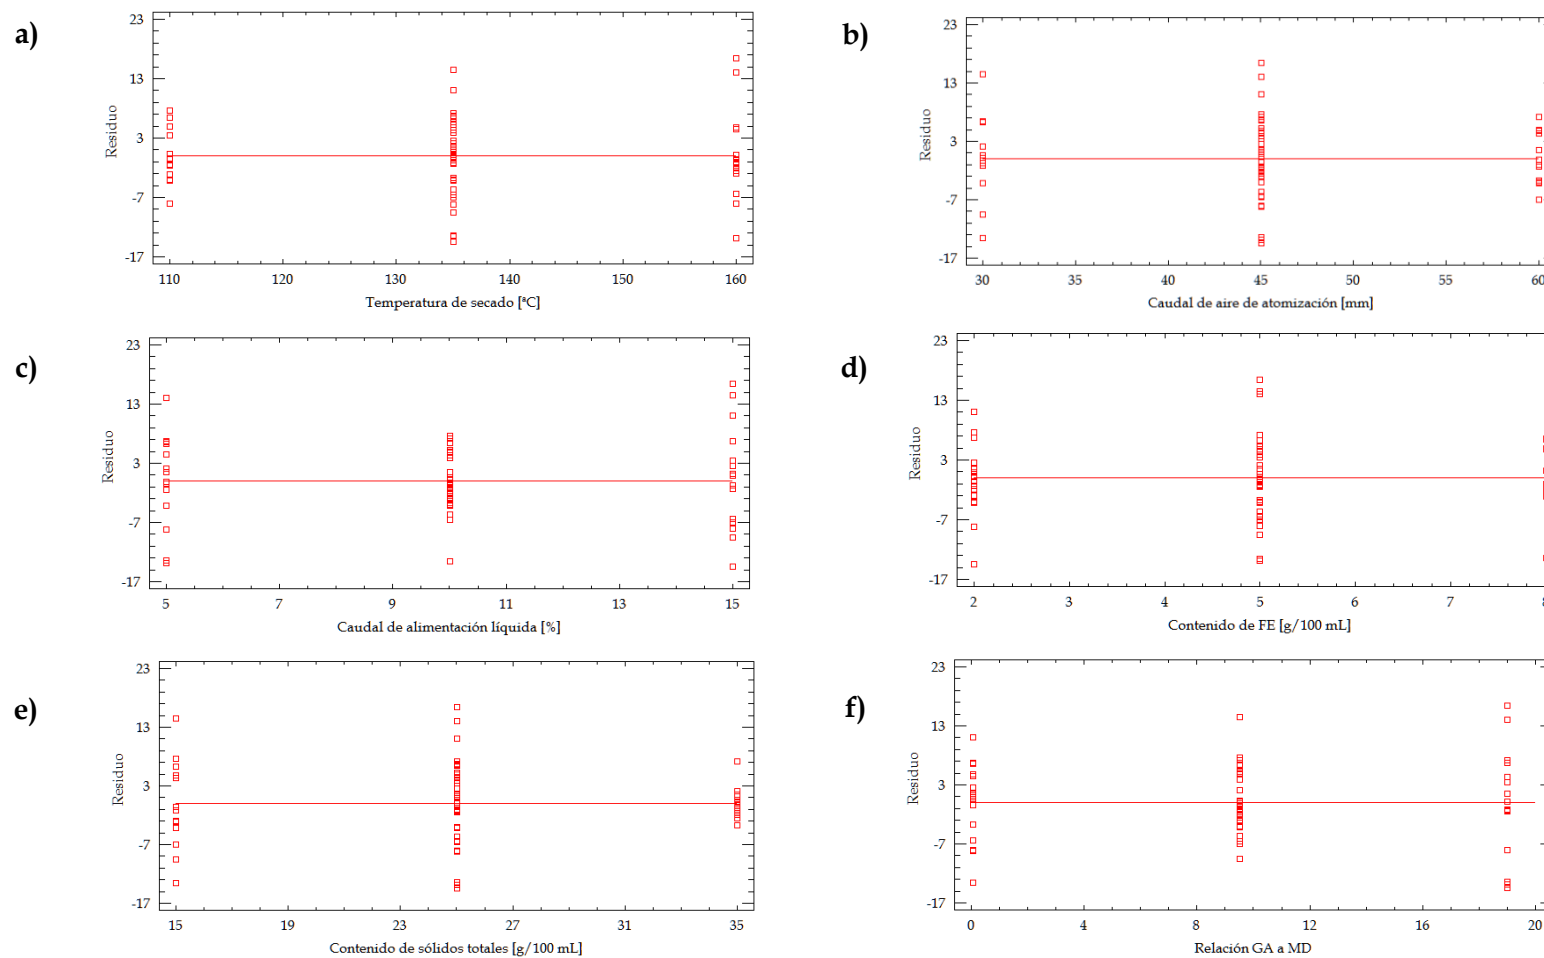 a)
23
13
3
-7
-17
Residuo
110 120 130 140 150 160
Temperatura de secado [ªC]
b)
23
13
3
-7
-17
Residuo
30 35 40 45 50 55 60
Caudal de aire de atomización [mm]
c)
23
13
3
-7
-17
Residuo
5 7 9 11 13 15
Caudal de alimentación líquida [%]
d)
23
13
3
-7
-17
Residuo
2 3 4 5 6 7 8
Contenido de FE [g/100 mL]
e)
23
13
3
-7
-17
Residuo
15 19 23 27 31 35
Contenido de sólidos totales [g/100 mL]
f)
23
13
3
-7
-17
Residuo
0 4 8 12 16 20
Relación GA a MD